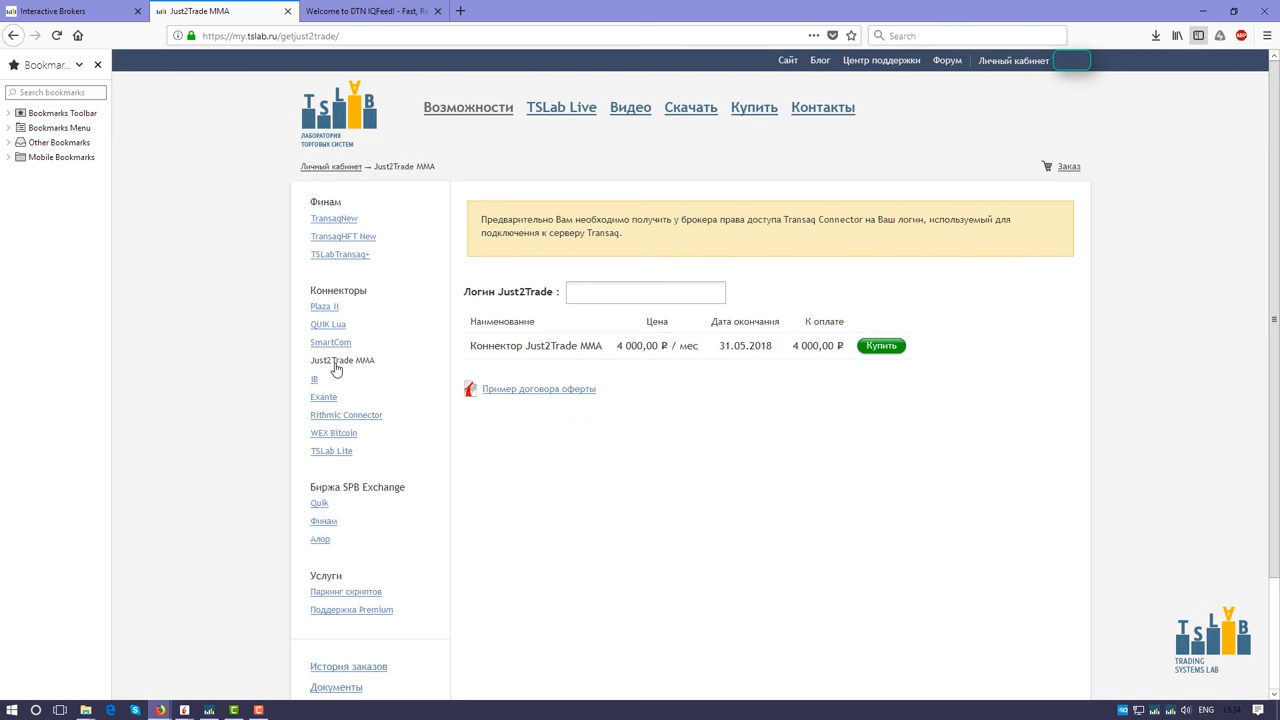 Interactive Brokers
Just2Trade MMA
Welcome to DTN IQFeed - Fast, Re
https://my.tslab.ru/getjust2trade/
Search
ABP
Bookmar...
Search bookmarks
Bookmarks Toolbar
Bookmarks Menu
Other Bookmarks
Mobile Bookmarks
Сайт Блог Центр поддержки Форум Личный кабинет
TSLAB
ЛАБОРАТОРИЯ
ТОРГОВЫХ СИСТЕМ
Возможности TSLab Live Видео Скачать Купить Контакты
Личный кабинет → Just2Trade MMA
Заказ
Финам
TransaqNew
TransaqHFT New
TSLabTransaq+
Коннекторы
Plaza II
QUIK Lua
SmartCom
Just2Trade MMA
IB
Exante
Rithmic Connector
WEX Bitcoin
TSLab Lite
Биржа SPB Exchange
Quik
Финам
Алор
Услуги
Паркинг скриптов
Поддержка Premium
История заказов
Документы
Предварительно Вам необходимо получить у брокера права доступа Transaq Connector на Ваш логин, используемый для
подключения к серверу Transaq.
Логин Just2Trade :
Наименование Цена Дата окончания К оплате
Коннектор Just2Trade MMA 4 000,00 ₽ / мес 31.05.2018 4 000,00 ₽ Купить
Пример договора оферты
TSLAB
TRADING
SYSTEMS LAB
ENG
15:34